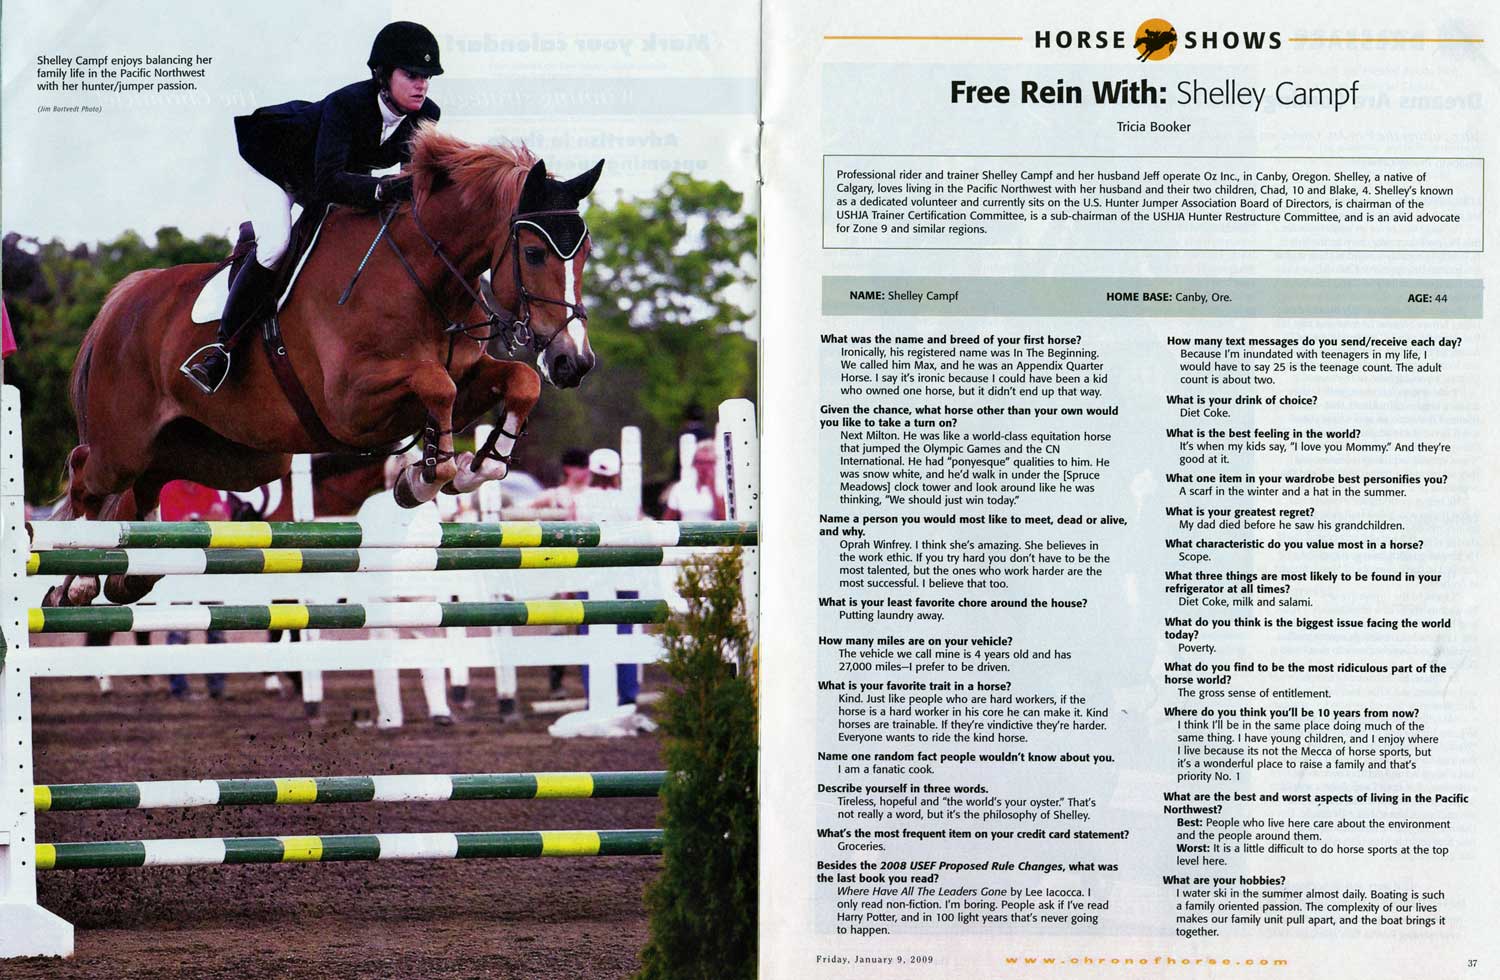 Shelley Campf enjoys balancing her
family life in the Pacific Northwest
with her hunter/jumper passion.
(Jim Bortvedt Photo)
HORSE SHOWS
Free Rein With: Shelley Campf
Tricia Booker
Professional rider and trainer Shelley Campf and her husband Jeff operate Oz Inc., in Canby, Oregon. Shelley, a native of
Calgary, loves living in the Pacific Northwest with her husband and their two children, Chad, 10 and Blake, 4. Shelley's known
as a dedicated volunteer and currently sits on the U.S. Hunter Jumper Association Board of Directors, is chairman of the
USHJA Trainer Certification Committee, is a sub-chairman of the USHJA Hunter Restructure Committee, and is an avid advocate
for Zone 9 and similar regions.
NAME: Shelley Campf HOME BASE: Canby, Ore. AGE: 44
What was the name and breed of your first horse?
Ironically, his registered name was In The Beginning.
We called him Max, and he was an Appendix Quarter
Horse. I say it's ironic because I could have been a kid
who owned one horse, but it didn't end up that way.
Given the chance, what horse other than your own would
you like to take a turn on?
Next Milton. He was like a world-class equitation horse
that jumped the Olympic Games and the CN
International. He had "ponyesque" qualities to him. He
was snow white, and he'd walk in under the [Spruce
Meadows] clock tower and look around like he was
thinking, "We should just win today."
Name a person you would most like to meet, dead or alive,
and why.
Oprah Winfrey. I think she's amazing. She believes in
the work ethic. If you try hard you don't have to be the
most talented, but the ones who work harder are the
most successful. I believe that too.
What is your least favorite chore around the house?
Putting laundry away.
How many miles are on your vehicle?
The vehicle we call mine is 4 years old and has
27,000 miles—I prefer to be driven.
What is your favorite trait in a horse?
Kind. Just like people who are hard workers, if the
horse is a hard worker in his core he can make it. Kind
horses are trainable. If they're vindictive they're harder.
Everyone wants to ride the kind horse.
Name one random fact people wouldn't know about you.
I am a fanatic cook.
Describe yourself in three words.
Tireless, hopeful and "the world's your oyster." That's
not really a word, but it's the philosophy of Shelley.
What's the most frequent item on your credit card statement?
Groceries.
Besides the 2008 USEF Proposed Rule Changes, what was
the last book you read?
Where Have All The Leaders Gone by Lee Iacocca. I
only read non-fiction. I'm boring. People ask if I've read
Harry Potter, and in 100 light years that's never going
to happen.
How many text messages do you send/receive each day?
Because I'm inundated with teenagers in my life, I
would have to say 25 is the teenage count. The adult
count is about two.
What is your drink of choice?
Diet Coke.
What is the best feeling in the world?
It's when my kids say, "I love you Mommy." And they're
good at it.
What one item in your wardrobe best personifies you?
A scarf in the winter and a hat in the summer.
What is your greatest regret?
My dad died before he saw his grandchildren.
What characteristic do you value most in a horse?
Scope.
What three things are most likely to be found in your
refrigerator at all times?
Diet Coke, milk and salami.
What do you think is the biggest issue facing the world
today?
Poverty.
What do you find to be the most ridiculous part of the
horse world?
The gross sense of entitlement.
Where do you think you'll be 10 years from now?
I think I'll be in the same place doing much of the
same thing. I have young children, and I enjoy where
I live because its not the Mecca of horse sports, but
it's a wonderful place to raise a family and that's
priority No. 1
What are the best and worst aspects of living in the Pacific
Northwest?
Best: People who live here care about the environment
and the people around them.
Worst: It is a little difficult to do horse sports at the top
level here.
What are your hobbies?
I water ski in the summer almost daily. Boating is such
a family oriented passion. The complexity of our lives
makes our family unit pull apart, and the boat brings it
together.
Friday, January 9, 2009 www.chronofhorse.com 37